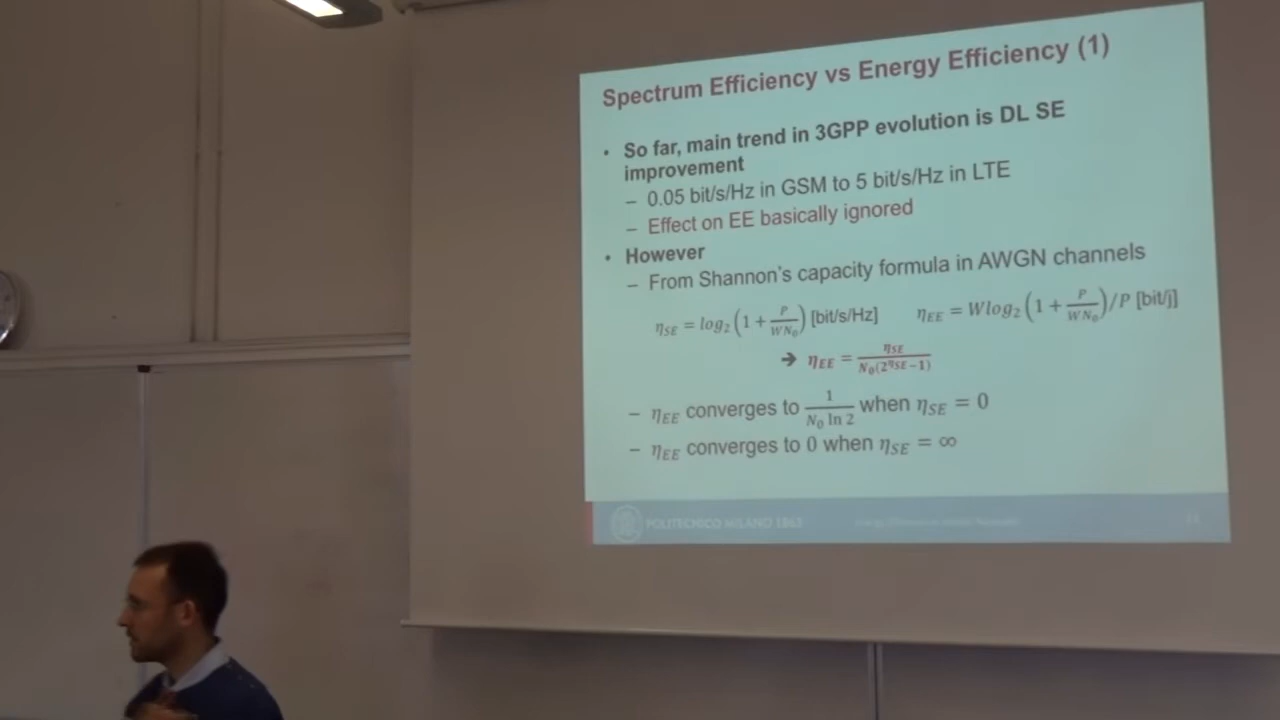 Spectrum Efficiency vs Energy Efficiency (1)
• So far, main trend in 3GPP evolution is DL SE
improvement
– 0.05 bit/s/Hz in GSM to 5 bit/s/Hz in LTE
– Effect on EE basically ignored
• However
– From Shannon's capacity formula in AWGN channels
η_SE = log₂(1 + P/(WN₀)) [bit/s/Hz] η_EE = Wlog₂(1 + P/(WN₀))/P [bit/j]
➔ η_EE = η_SE/(N₀(2^η_SE − 1))
– η_EE converges to 1/(N₀ ln 2) when η_SE = 0
– η_EE converges to 0 when η_SE = ∞
POLITECNICO MILANO 1863